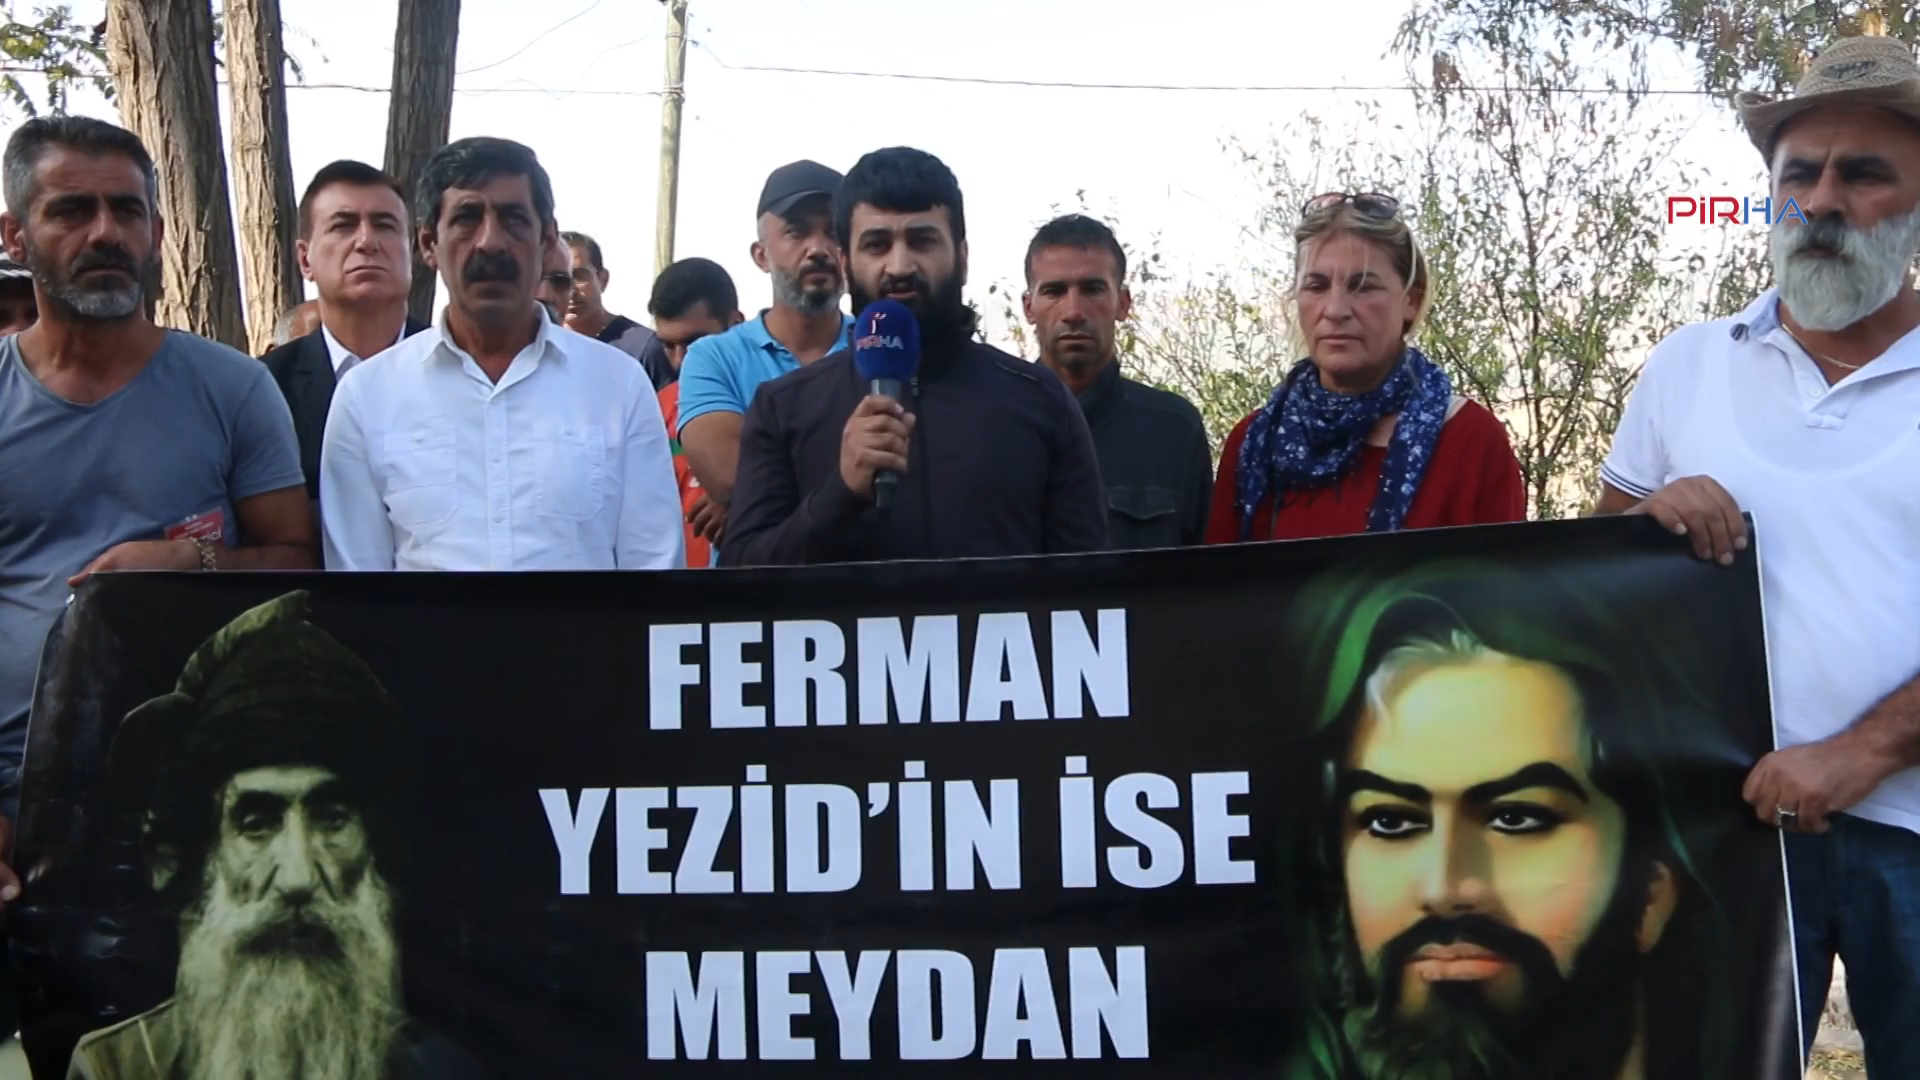 PİRHA
PİRHA
FERMAN
YEZİD'İN İSE
MEYDAN